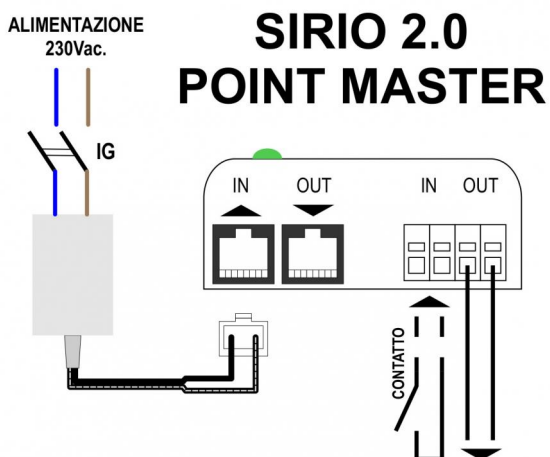 ALIMENTAZIONE
230Vac.
SIRIO 2.0
POINT MASTER
IG
IN OUT IN OUT
CONTATTO